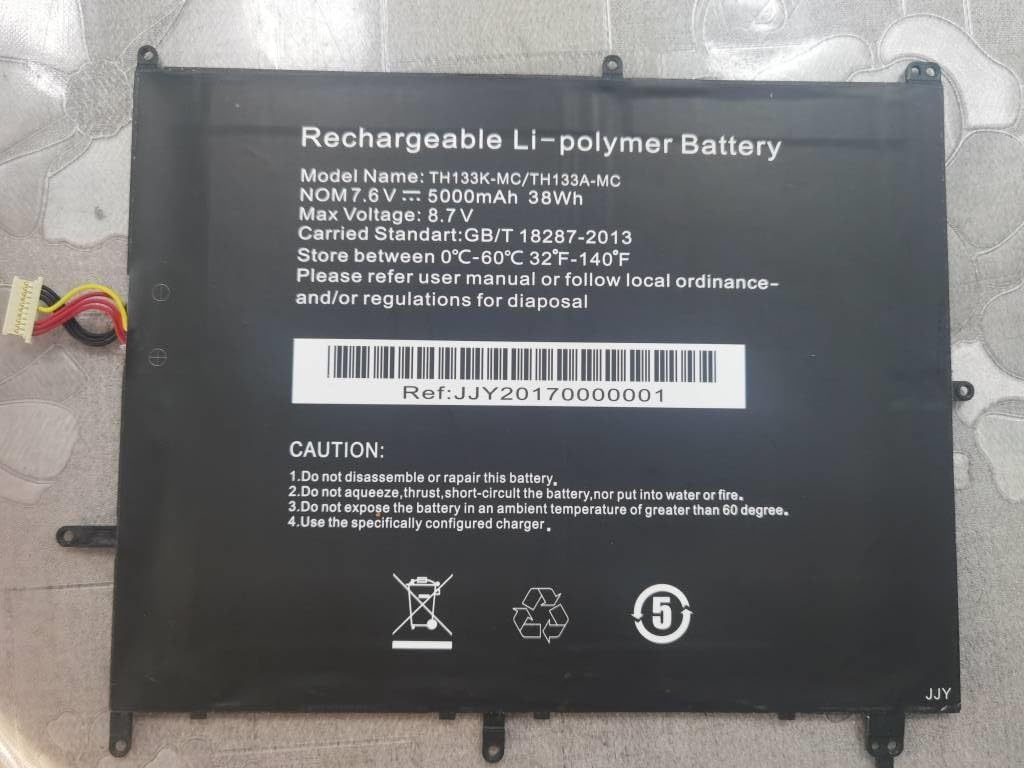 Rechargeable Li-polymer Battery
Model Name: TH133K-MC/TH133A-MC
NOM 7.6 V ⎓ 5000mAh 38Wh
Max Voltage: 8.7 V
Carried Standart:GB/T 18287-2013
Store between 0℃-60℃ 32℉-140℉
Please refer user manual or follow local ordinance-
and/or regulations for diaposal
Ref:JJY20170000001
CAUTION:
1.Do not disassemble or rapair this battery.
2.Do not aqueeze,thrust,short-circult the battery,nor put into water or fire.
3.Do not expose the battery in an ambient temperature of greater than 60 degree.
4.Use the specifically configured charger.
5
JJY